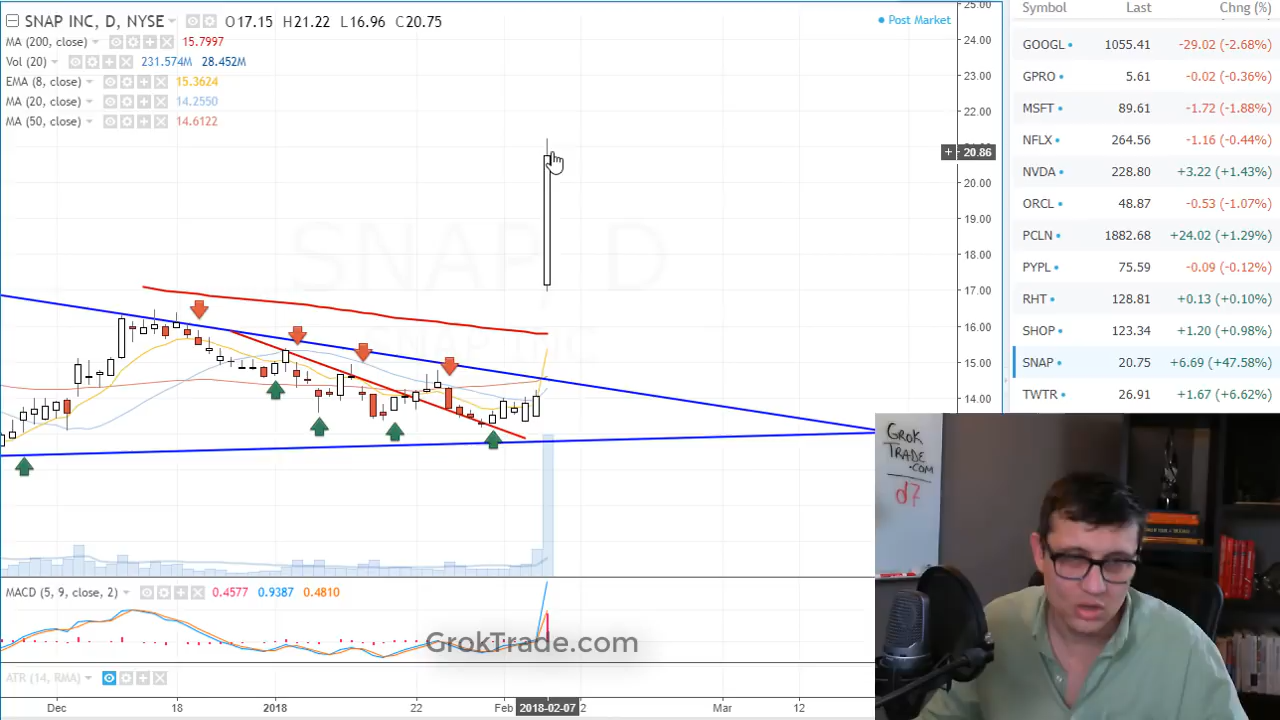 SNAP INC, D, NYSE O17.15 H21.22 L16.96 C20.75
MA (200, close) 15.7997
Vol (20) 231.574M 28.452M
EMA (8, close) 15.3624
MA (20, close) 14.2550
MA (50, close) 14.6122
Post Market
25.00
24.00
23.00
22.00
+ 20.86
20.00
19.00
18.00
17.00
16.00
15.00
14.00
SNAP, D
SNAP INC.
MACD (5, 9, close, 2) 0.4577 0.9387 0.4810
GrokTrade.com
ATR (14, RMA)
Dec 18 2018 22 Feb 2018-02-07 2 Mar 12
Symbol Last Chng (%)
GOOGL 1055.41 -29.02 (-2.68%)
GPRO 5.61 -0.02 (-0.36%)
MSFT 89.61 -1.72 (-1.88%)
NFLX 264.56 -1.16 (-0.44%)
NVDA 228.80 +3.22 (+1.43%)
ORCL 48.87 -0.53 (-1.07%)
PCLN 1882.68 +24.02 (+1.29%)
PYPL 75.59 -0.09 (-0.12%)
RHT 128.81 +0.13 (+0.10%)
SHOP 123.34 +1.20 (+0.98%)
SNAP 20.75 +6.69 (+47.58%)
TWTR 26.91 +1.67 (+6.62%)
GROK
TRADE
.COM
d7